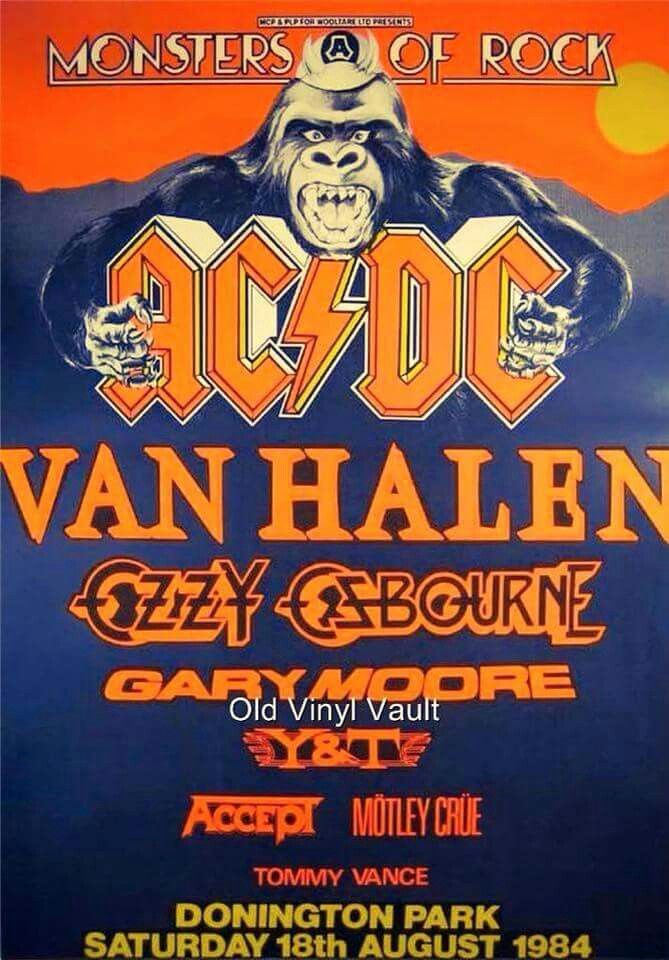 MCP & PLP FOR WOOLTARE LTD PRESENTS
MONSTERS A OF ROCK
AC/DC
VAN HALEN
OZZY OSBOURNE
GARY MOORE
Old Vinyl Vault
Y&T
ACCEPT MÖTLEY CRÜE
TOMMY VANCE
DONINGTON PARK
SATURDAY 18th AUGUST 1984